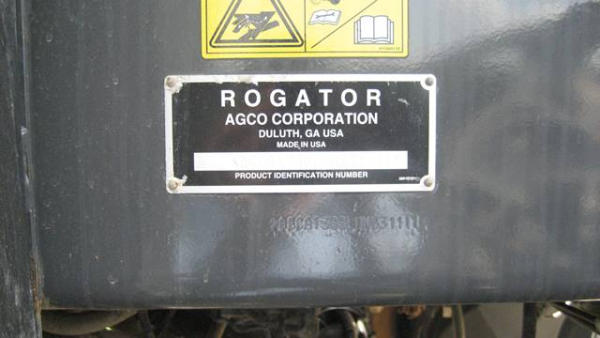 ROGATOR
AGCO CORPORATION
DULUTH, GA USA
MADE IN USA
PRODUCT IDENTIFICATION NUMBER